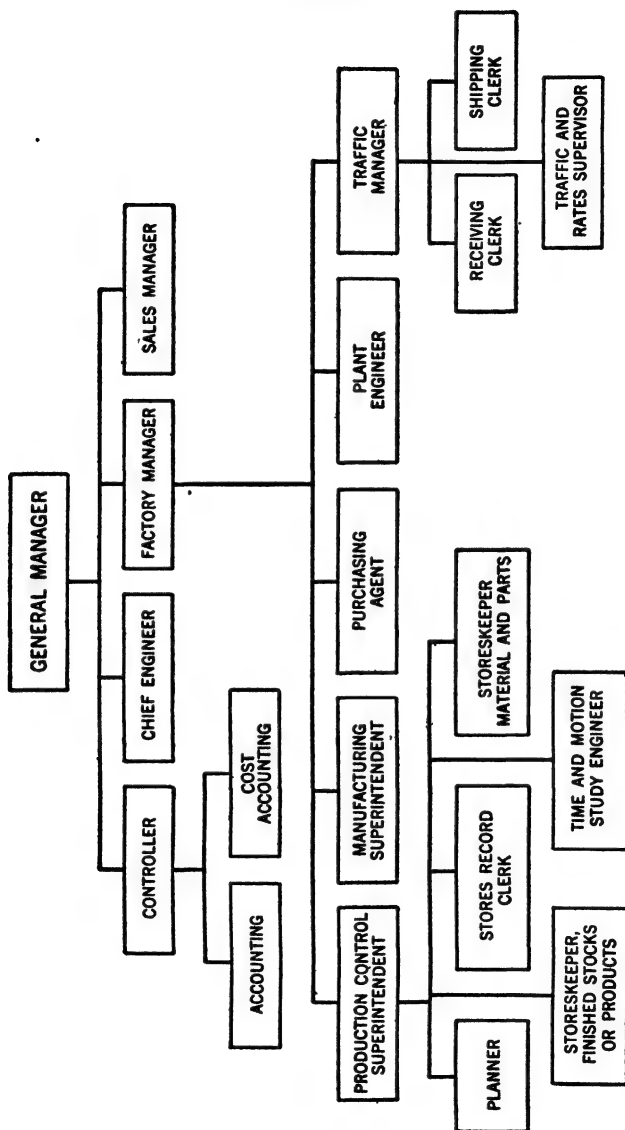 GENERAL MANAGER
CONTROLLER
CHIEF ENGINEER
FACTORY MANAGER
SALES MANAGER
ACCOUNTING
COST
ACCOUNTING
PRODUCTION CONTROL
SUPERINTENDENT
MANUFACTURING
SUPERINTENDENT
PURCHASING
AGENT
PLANT
ENGINEER
TRAFFIC
MANAGER
PLANNER
STORES RECORD
CLERK
STORESKEEPER
MATERIAL AND PARTS
RECEIVING
CLERK
SHIPPING
CLERK
STORESKEEPER,
FINISHED STOCKS
OR PRODUCTS
TIME AND MOTION
STUDY ENGINEER
TRAFFIC AND
RATES SUPERVISOR